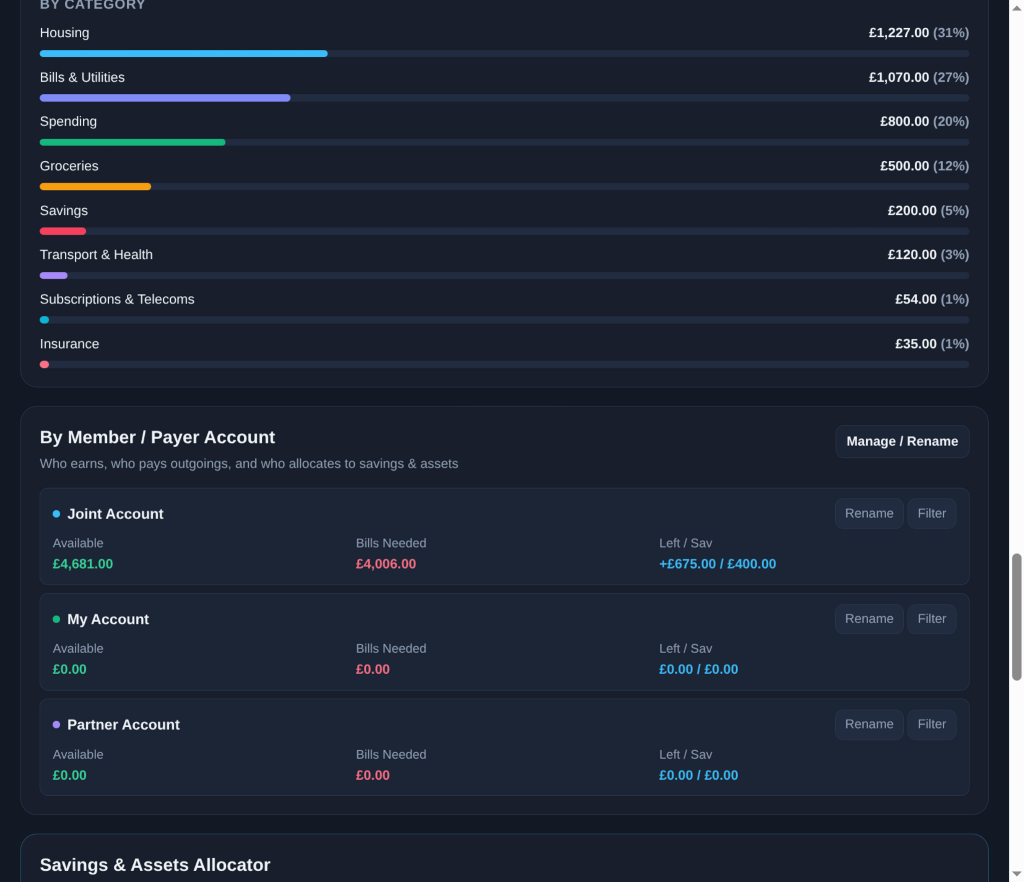 BY CATEGORY
Housing £1,227.00 (31%)
Bills & Utilities £1,070.00 (27%)
Spending £800.00 (20%)
Groceries £500.00 (12%)
Savings £200.00 (5%)
Transport & Health £120.00 (3%)
Subscriptions & Telecoms £54.00 (1%)
Insurance £35.00 (1%)
By Member / Payer Account
Manage / Rename
Who earns, who pays outgoings, and who allocates to savings & assets
Joint Account Rename Filter
Available Bills Needed Left / Sav
£4,681.00 £4,006.00 +£675.00 / £400.00
My Account Rename Filter
Available Bills Needed Left / Sav
£0.00 £0.00 £0.00 / £0.00
Partner Account Rename Filter
Available Bills Needed Left / Sav
£0.00 £0.00 £0.00 / £0.00
Savings & Assets Allocator